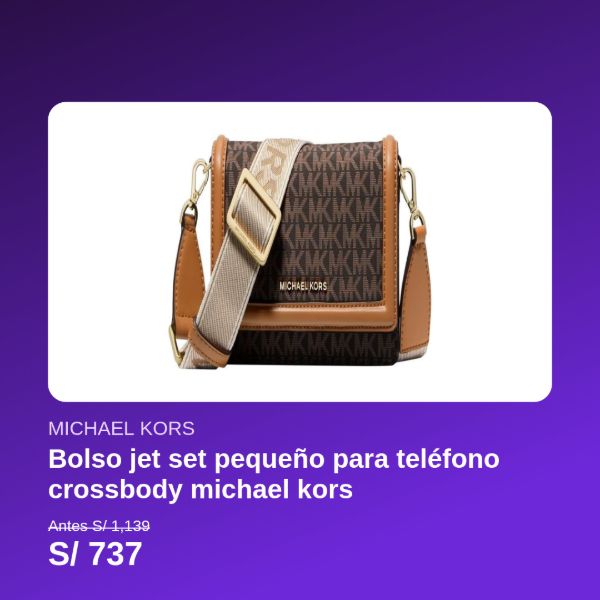 MICHAEL KORS
MICHAEL KORS
Bolso jet set pequeño para teléfono
crossbody michael kors
Antes S/ 1,139
S/ 737